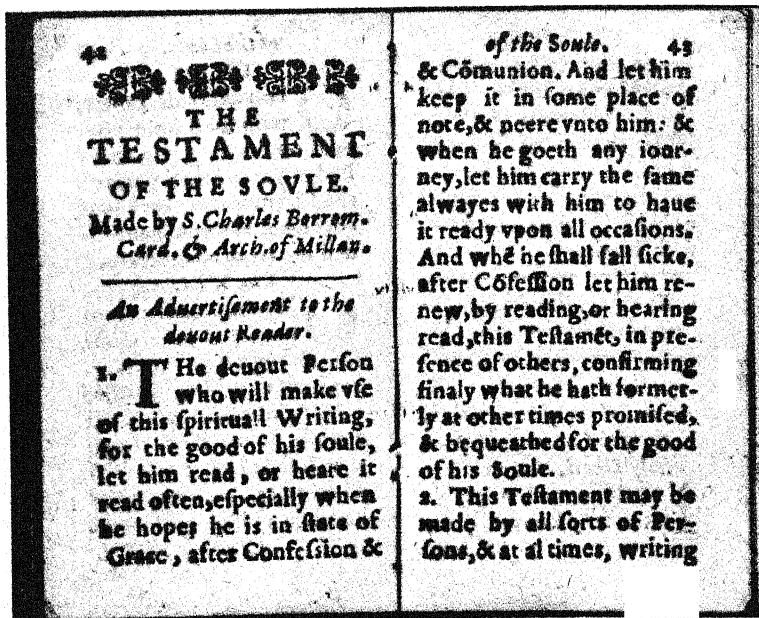 42
THE
TESTAMENT
OF THE SOVLE.
Made by S. Charles Borrom.
Card. & Arch. of Millan.
An Aduertiſement to the
deuout Reader.
1. THe deuout Perſon
who will make vſe
of this ſpirituall Writing,
for the good of his ſoule,
let him read, or heare it
read often, eſpecially when
he hopes he is in ſtate of
Grace, after Confeſſion &
of the Soule. 43
& Cõmunion. And let him
keep it in ſome place of
note, & neere vnto him: &
when he goeth any iour-
ney, let him carry the ſame
alwayes with him to haue
it ready vpon all occaſions.
And whẽ he ſhall fall ſicke,
after Cõfeſſion let him re-
new, by reading, or hearing
read, this Teſtamẽt, in pre-
ſence of others, confirming
finaly what he hath former-
ly at other times promiſed,
& bequeathed for the good
of his Soule.
2. This Teſtament may be
made by all ſorts of Per-
ſons, & at al times, writing